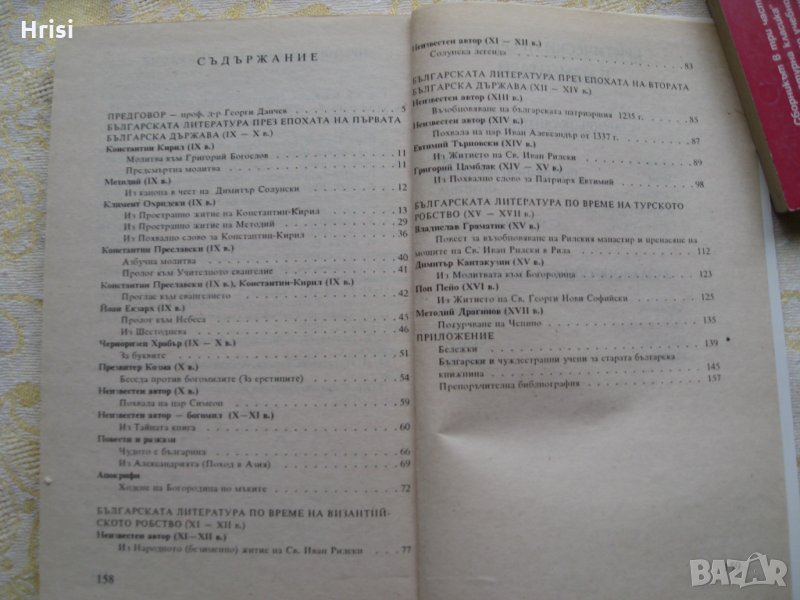 Hrisi
СЪДЪРЖАНИЕ
ПРЕДГОВОР — проф. д-р Георги Данчев . . . 5
БЪЛГАРСКАТА ЛИТЕРАТУРА ПРЕЗ ЕПОХАТА НА ПЪРВАТА
БЪЛГАРСКА ДЪРЖАВА (IX — X в.)
Константин Кирил (IX в.)
Молитва към Григорий Богослов . . . 11
Предсмъртна молитва . . . 11
Методий (IX в.)
Из канона в чест на Димитър Солунски . . . 12
Климент Охридски (IX в.)
Из Пространно житие на Константин-Кирил . . . 13
Из Пространно житие на Методий . . . 29
Из Похвално слово за Константин-Кирил . . . 36
Константин Преславски (IX в.)
Азбучна молитва . . . 40
Пролог към Учителното евангелие . . . 41
Константин Преславски (IX в.), Константин-Кирил (IX в.)
Проглас към евангелието . . . 42
Йоан Екзарх (IX в.)
Пролог към Небеса . . . 45
Из Шестоднева . . . 46
Черноризец Храбър (IX — X в.)
За буквите . . . 51
Презвитер Козма (X в.)
Беседа против богомилите (За еретиците) . . . 54
Неизвестен автор (X в.)
Похвала на цар Симеон . . . 59
Неизвестен автор — богомил (X—XI в.)
Из Тайната книга . . . 60
Повести и разкази
Чудото с българина . . . 66
Из Александрията (Поход в Азия) . . . 69
Апокрифи
Ходене на Богородица по мъките . . . 72
БЪЛГАРСКАТА ЛИТЕРАТУРА ПО ВРЕМЕ НА ВИЗАНТИЙ-
СКОТО РОБСТВО (XI — XII в.)
Неизвестен автор (XI—XII в.)
Из Народното (безименно) житие на Св. Иван Рилски . . . 77
158
Неизвестен автор (XI — XII в.)
Солунска легенда . . . 83
БЪЛГАРСКАТА ЛИТЕРАТУРА ПРЕЗ ЕПОХАТА НА ВТОРАТА
БЪЛГАРСКА ДЪРЖАВА (XII — XIV в.)
Неизвестен автор (XIII в.)
Възобновяване на българската патриаршия 1235 г. . . . 85
Неизвестен автор (XIV в.)
Похвала на цар Иван Александър от 1337 г. . . . 87
Евтимий Търновски (XIV в.)
Из Житието на Св. Иван Рилски . . . 89
Григорий Цамблак (XIV — XV в.)
Из Похвално слово за Патриарх Евтимий . . . 98
БЪЛГАРСКАТА ЛИТЕРАТУРА ПО ВРЕМЕ НА ТУРСКОТО
РОБСТВО (XV — XVII в.)
Владислав Граматик (XV в.)
Повест за възобновяване на Рилския манастир и пренасяне на
мощите на Св. Иван Рилски в Рила . . . 112
Димитър Кантакузин (XV в.)
Из Молитвата към Богородица . . . 123
Поп Пейо (XVI в.)
Из Житието на Св. Георги Нови Софийски . . . 125
Методий Драгинов (XVII в.)
Потурчване на Чепино . . . 135
ПРИЛОЖЕНИЕ
Бележки . . . 139
Български и чуждестранни учени за старата българска
книжнина . . . 145
Препоръчителна библиография . . . 157
Сборникът в три част
класика"
BAZAR